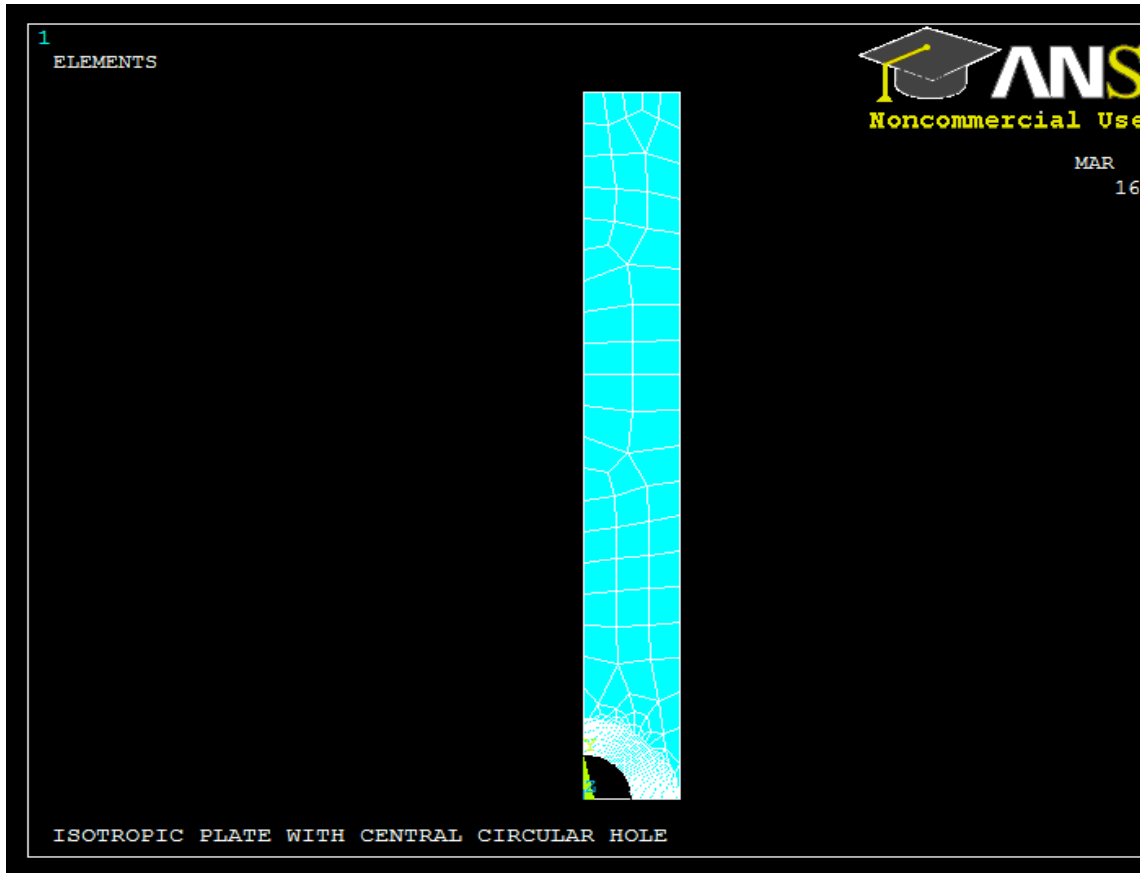 1
ELEMENTS
ANS
Noncommercial Use
MAR
16
Y
ISOTROPIC PLATE WITH CENTRAL CIRCULAR HOLE